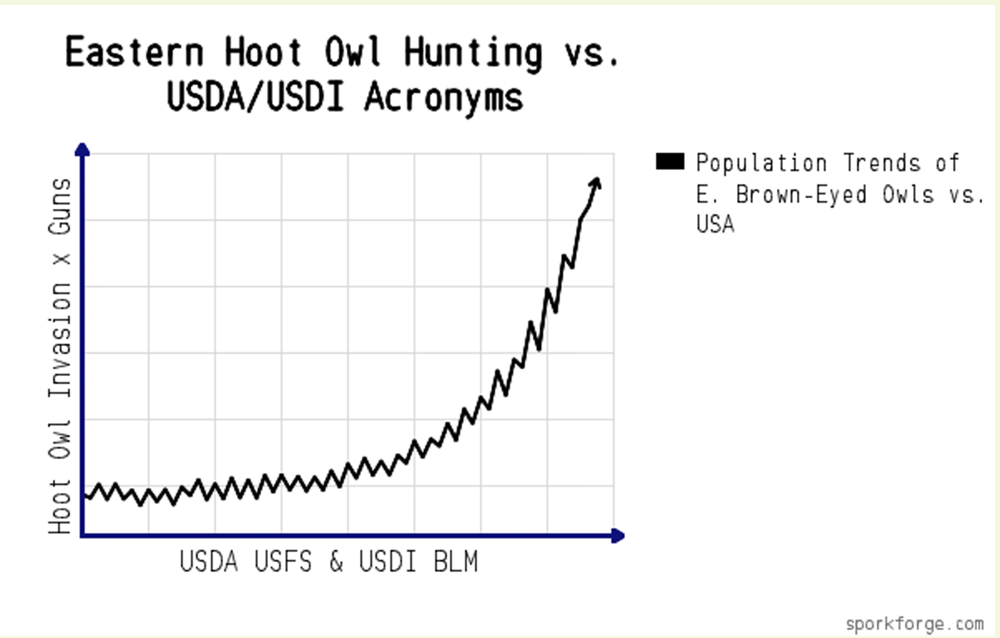 Eastern Hoot Owl Hunting vs.
USDA/USDI Acronyms
Hoot Owl Invasion x Guns
Population Trends of
E. Brown-Eyed Owls vs.
USA
USDA USFS & USDI BLM
sporkforge.com